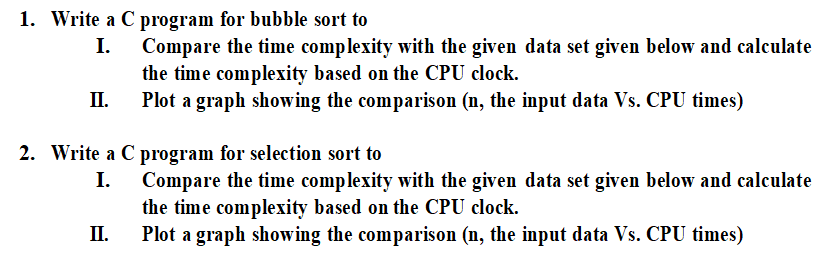 1. Write a C program for bubble sort to
I. Compare the time complexity with the given data set given below and calculate
the time complexity based on the CPU clock.
II. Plot a graph showing the comparison (n, the input data Vs. CPU times)
2. Write a C program for selection sort to
I. Compare the time complexity with the given data set given below and calculate
the time complexity based on the CPU clock.
II. Plot a graph showing the comparison (n, the input data Vs. CPU times)